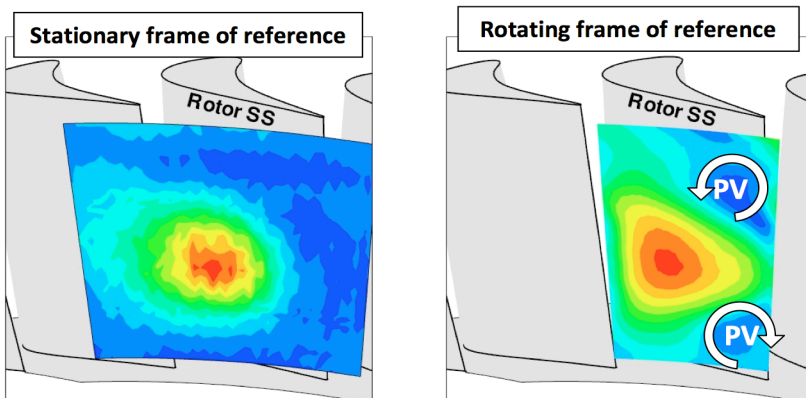 Stationary frame of reference
Rotor SS
Rotating frame of reference
Rotor SS
PV
PV